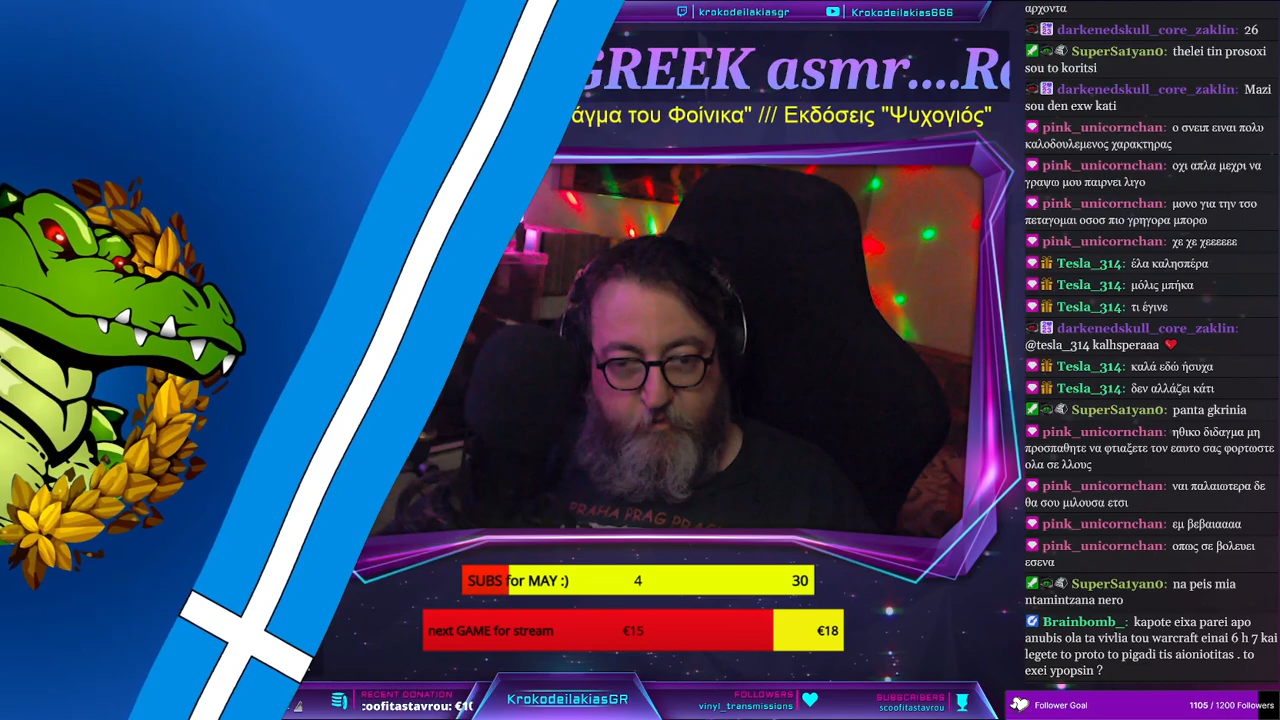 krokodeilakiasgr
Krokodeilakias666
GREEK asmr....Re
άγμα του Φοίνικα" /// Εκδόσεις "Ψυχογιός"
PRAHA PRAG PRAG
SUBS for MAY :) 4 30
next GAME for stream €15 €18
RECENT DONATION
coofitastavrou: €10
KrokodeilakiasGR
FOLLOWERS
vinyl_transmissions
SUBSCRIBERS
scoofitastavrou
αρχοντα
darkenedskull_core_zaklin: 26
SuperSa1yan0: thelei tin prosoxi
sou to koritsi
darkenedskull_core_zaklin: Mazi
sou den exw kati
pink_unicornchan: ο σνειπ ειναι πολυ
καλοδουλεμενος χαρακτηρας
pink_unicornchan: οχι απλα μεχρι να
γραψω μου παιρνει λιγο
pink_unicornchan: μονο για την τσο
πεταγομαι οσοσ πιο γρηγορα μπορω
pink_unicornchan: χε χε χεεεεεε
Tesla_314: έλα καλησπέρα
Tesla_314: μόλις μπήκα
Tesla_314: τι έγινε
darkenedskull_core_zaklin:
@tesla_314 kalhsperaaa
Tesla_314: καλά εδώ ήσυχα
Tesla_314: δεν αλλάζει κάτι
SuperSa1yan0: panta gkrinia
pink_unicornchan: ηθικο διδαγμα μη
προσπαθητε να φτιαξετε τον εαυτο σας φορτωστε
ολα σε λλους
pink_unicornchan: ναι παλαιωτερα δε
θα σου μιλουσα ετσι
pink_unicornchan: εμ βεβαιαααα
pink_unicornchan: οπως σε βολευει
εσενα
SuperSa1yan0: na peis mia
ntamintzana nero
Brainbomb_: kapote exa parei apo
anubis ola ta vivlia tou warcraft einai 6 h 7 kai
legete to proto to pigadi tis aioniotitas . to
exei ypopsin ?
Follower Goal 1105 / 1200 Followers